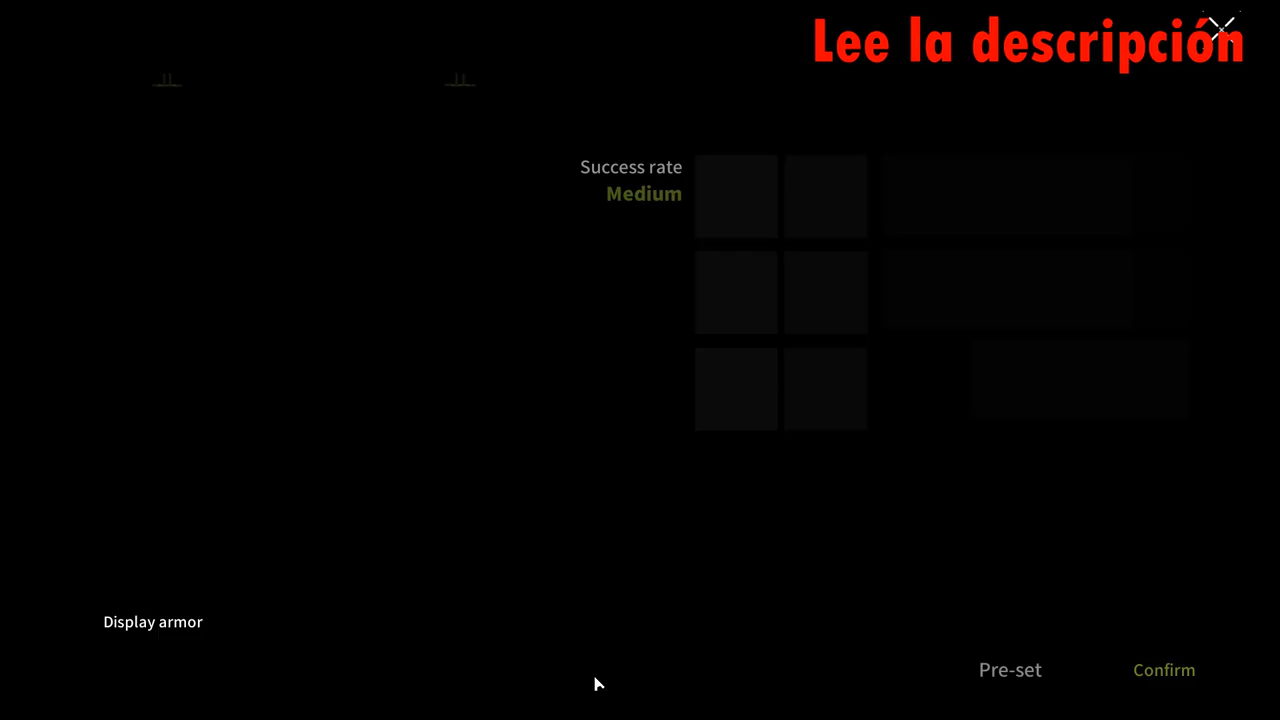 Lee la descripción
Success rate
Medium
Display armor
Pre-set
Confirm